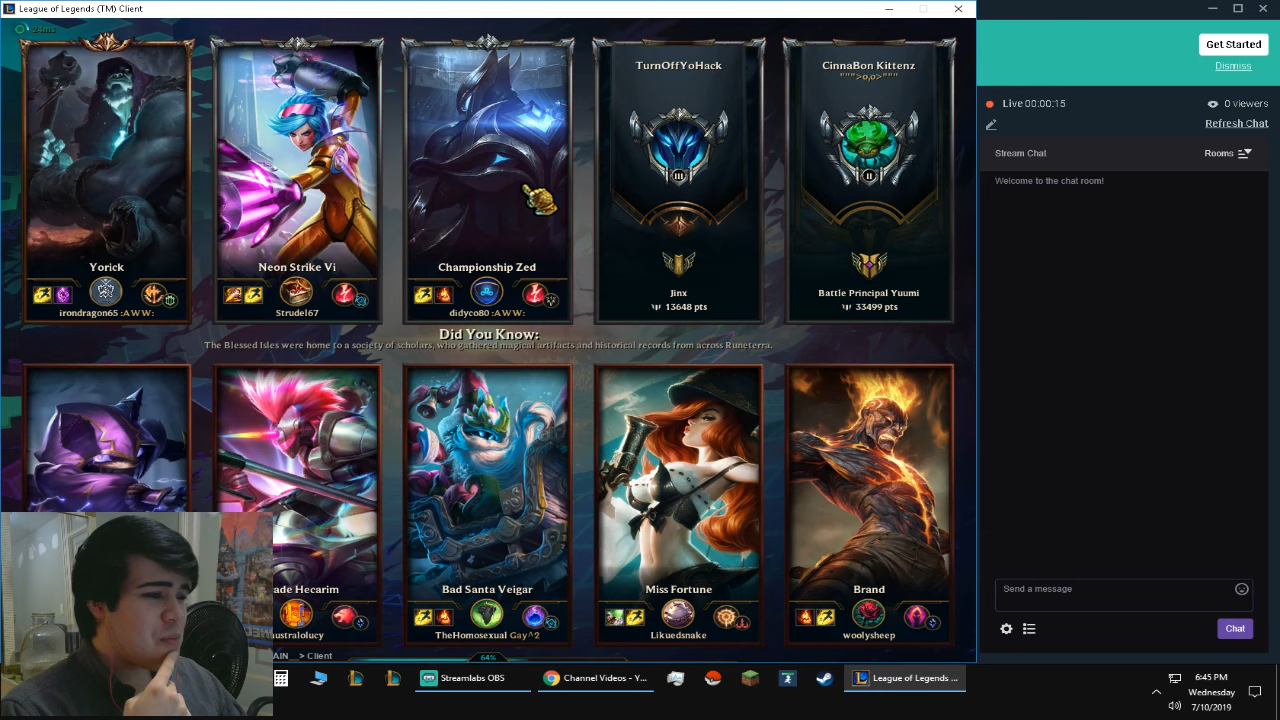 League of Legends (TM) Client
24ms
Get Started
Dismiss
Live 00:00:15
0 viewers
Refresh Chat
Stream Chat
Rooms
Welcome to the chat room!
TurnOffYoHack
CinnaBon Kittenz
""">o,o>"""
III
II
Yorick
Neon Strike Vi
Championship Zed
Jinx
Battle Principal Yuumi
13648 pts
33499 pts
irondragon65 :AWW:
Strudel67
didyco80 :AWW:
Did You Know:
The Blessed Isles were home to a society of scholars, who gathered magical artifacts and historical records from across Runeterra.
ade Hecarim
Bad Santa Veigar
Miss Fortune
Brand
ustralolucy
TheHomosexual Gay^2
Likuedsnake
woolysheep
Send a message
Chat
AIN > Client
64%
Streamlabs OBS
Channel Videos - Y...
League of Legends ...
6:45 PM
Wednesday
7/10/2019